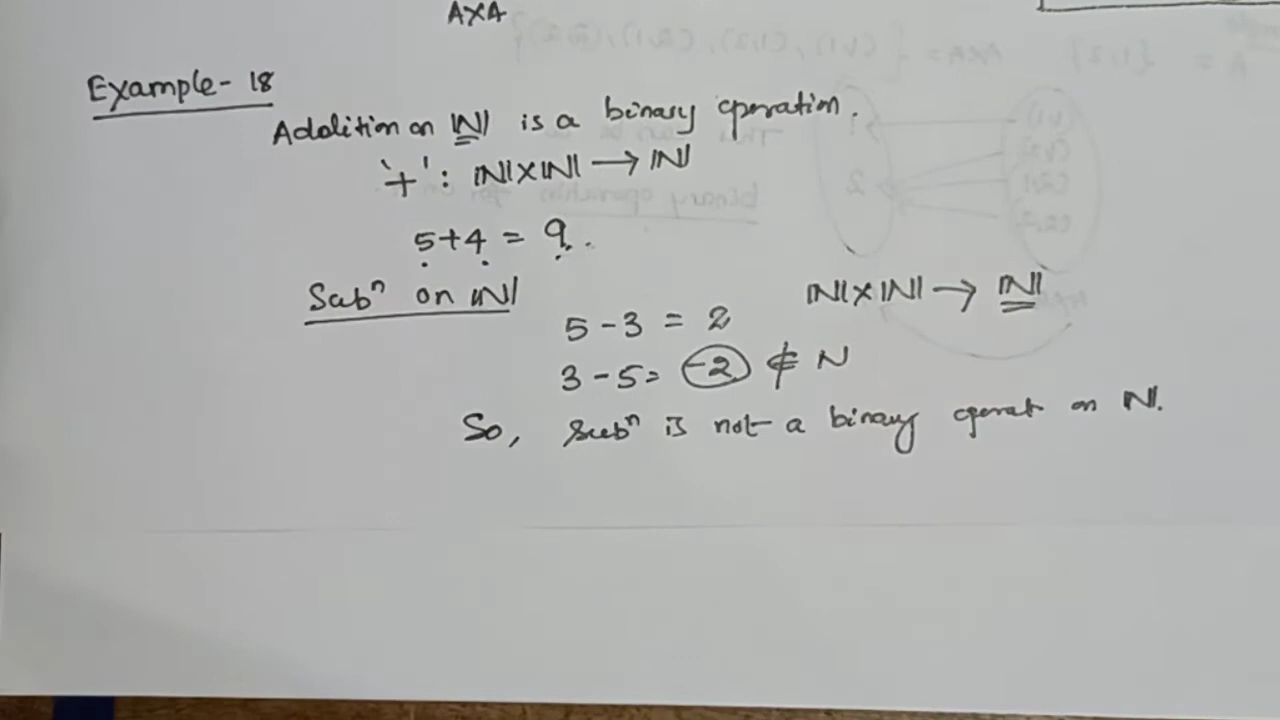 A×A
Example - 18
Addition on ℕ is a binary operation.
'+' : ℕ×ℕ → ℕ
5+4 = 9.
Subⁿ on ℕ
ℕ×ℕ → ℕ
5 - 3 = 2
3 - 5 = -2 ∉ N
So, Subⁿ is not a binary operat on ℕ.